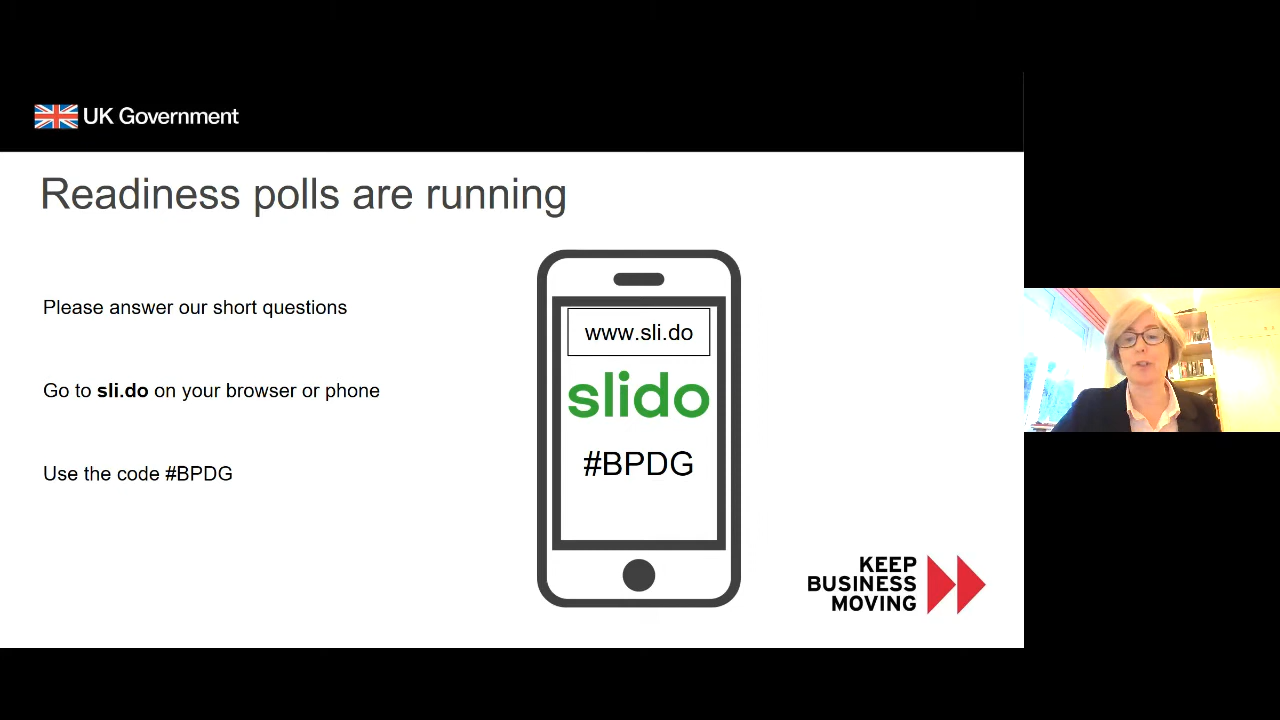 UK Government
Readiness polls are running
Please answer our short questions
Go to sli.do on your browser or phone
Use the code #BPDG
www.sli.do
slido
#BPDG
KEEP
BUSINESS
MOVING